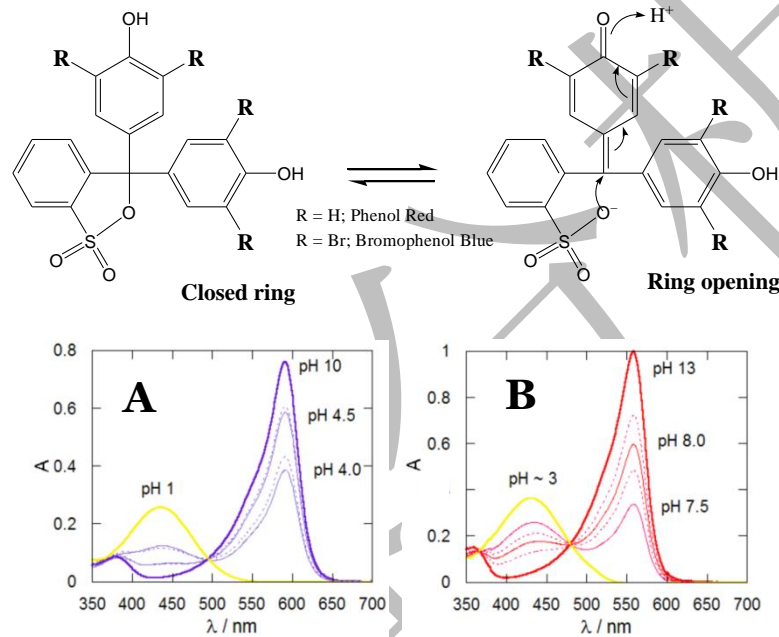 OH
R
R
R
OH
R
S
O
O
O
R = H; Phenol Red
R = Br; Bromophenol Blue
Closed ring
O
H⁺
R
R
R
OH
R
O⁻
S
O
O
Ring opening
A
pH 10
pH 4.5
pH 4.0
pH 1
A
0.8
0.6
0.4
0.2
0
350 400 450 500 550 600 650 700
λ / nm
B
pH 13
pH 8.0
pH 7.5
pH ~ 3
A
1
0.8
0.6
0.4
0.2
0
350 400 450 500 550 600 650 700
λ / nm